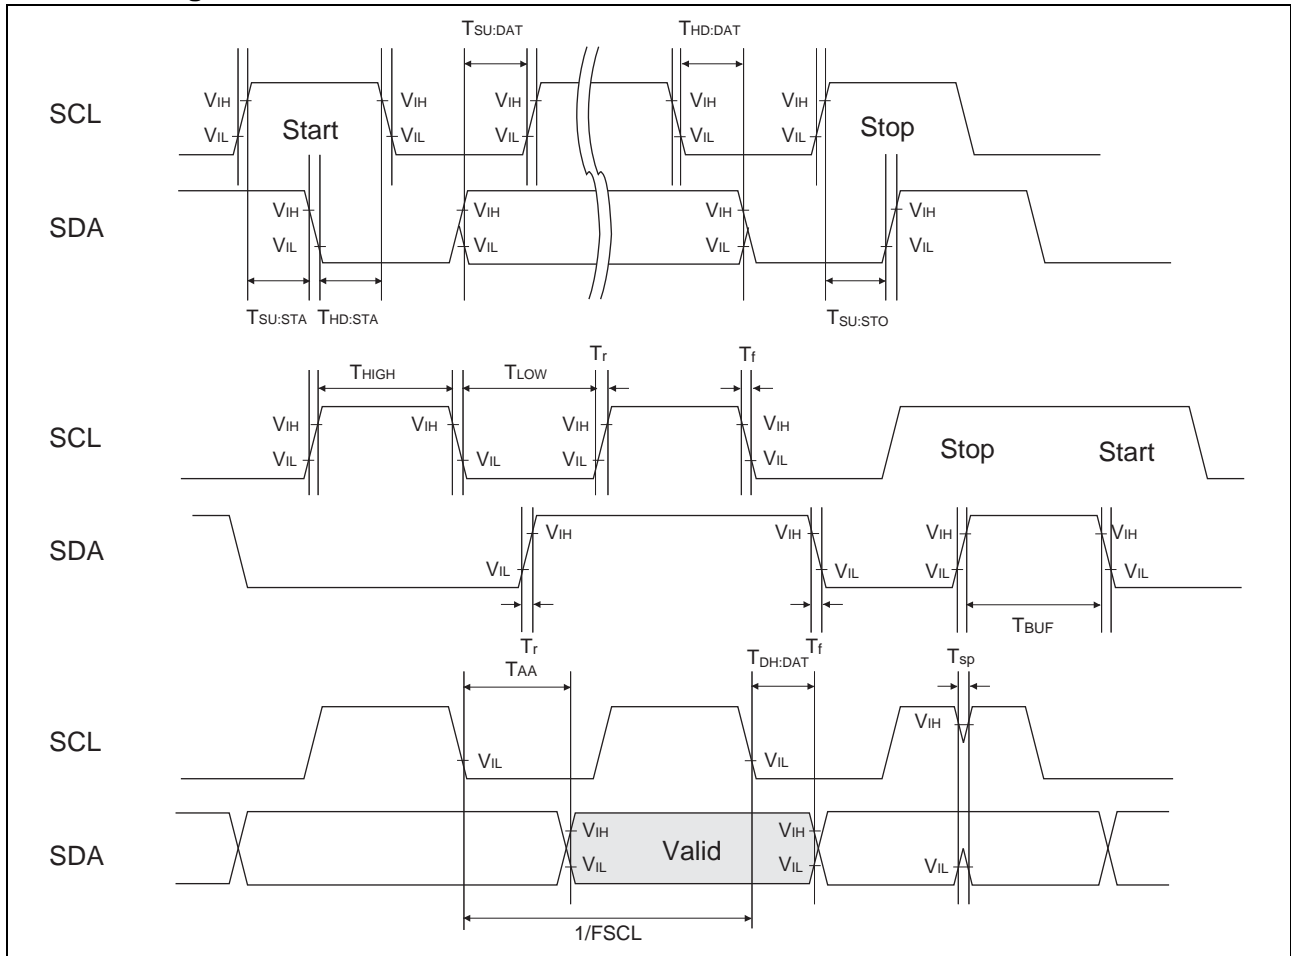 TSU:DAT THD:DAT
SCL VIH VIH VIH VIH VIH
Start Stop
VIL VIL VIL VIL VIL
SDA VIH VIH VIH VIH
VIL VIL VIL VIL
TSU:STA THD:STA TSU:STO
THIGH TLOW Tr Tf
SCL VIH VIH VIH VIH
VIL VIL VIL VIL
Stop Start
SDA VIH VIH VIH VIH
VIL VIL VIL VIL
Tr Tf TBUF
TAA TDH:DAT Tsp
SCL VIH
VIL VIL
SDA VIH VIH
Valid
VIL VIL VIL
1/FSCL